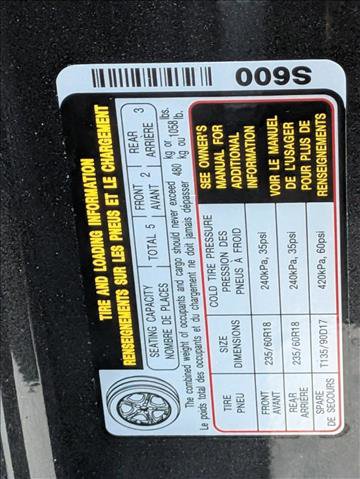 TIRE AND LOADING INFORMATION
RENSEIGNEMENTS SUR LES PNEUS ET LE CHARGEMENT
SEATING CAPACITY TOTAL 5 FRONT 2 REAR 3
NOMBRE DE PLACES AVANT ARRIÈRE
The combined weight of occupants and cargo should never exceed 480 kg or 1058 lb.
Le poids total des occupants et du chargement ne doit jamais dépasser kg ou lb.
TIRE SIZE COLD TIRE PRESSURE
PNEU DIMENSIONS PRESSION DES
PNEUS À FROID
FRONT 235/60R18 240kPa, 35psi
AVANT
REAR 235/60R18 240kPa, 35psi
ARRIÈRE
SPARE T135/90D17 420kPa, 60psi
DE SECOURS
SEE OWNER'S
MANUAL FOR
ADDITIONAL
INFORMATION
VOIR LE MANUEL
DE L'USAGER
POUR PLUS DE
RENSEIGNEMENTS
S600